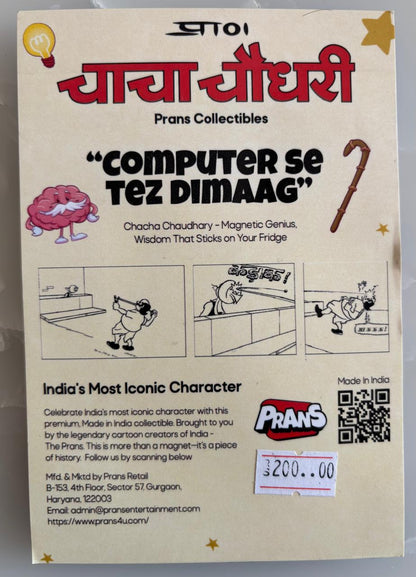 प्राण
चाचा चौधरी
Prans Collectibles
"COMPUTER SE
TEZ DIMAAG"
Chacha Chaudhary - Magnetic Genius,
Wisdom That Sticks on Your Fridge
India's Most Iconic Character
Made In India
Celebrate India's most iconic character with this
premium, Made in India collectible. Brought to you
by the legendary cartoon creators of India -
The Prans. This is more than a magnet-it's a piece
of history. Follow us by scanning below
PRANS
Mfd. & Mktd by Prans Retail
B-153, 4th Floor, Sector 57, Gurgaon,
Haryana, 122003
Email: admin@pransentertainment.com
https://www.prans4u.com/
200..00